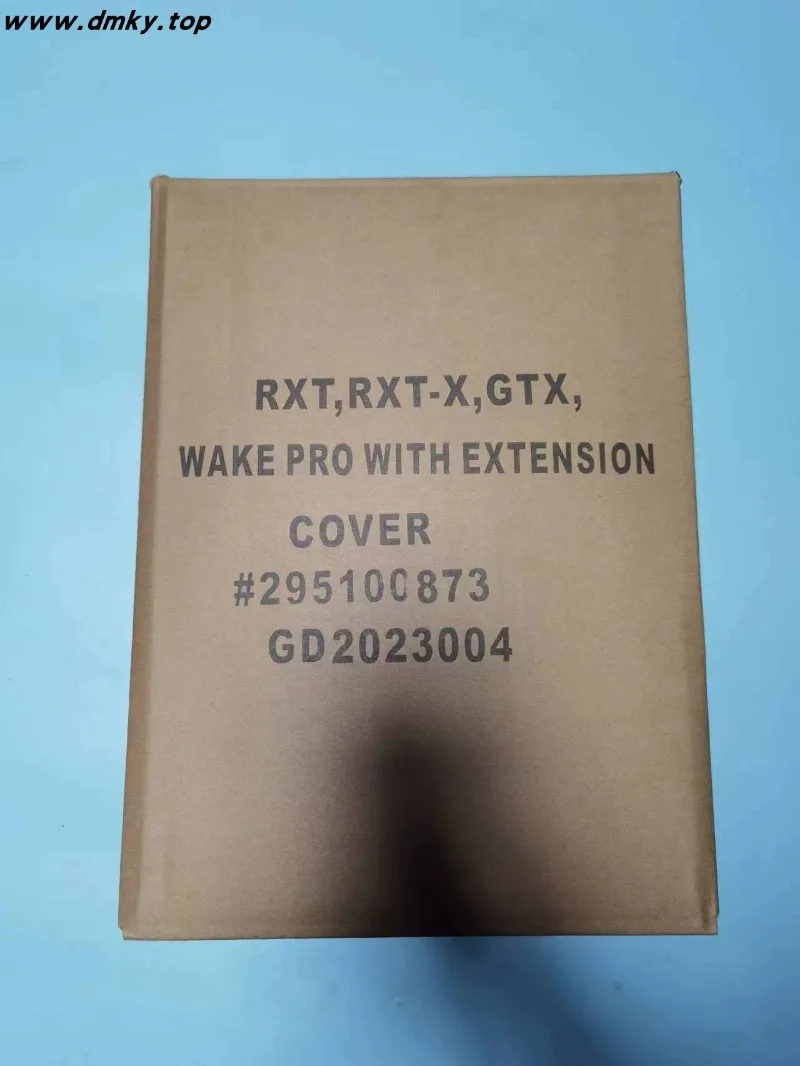 www.dmky.top
RXT,RXT-X,GTX,
WAKE PRO WITH EXTENSION
COVER
#295100873
GD2023004